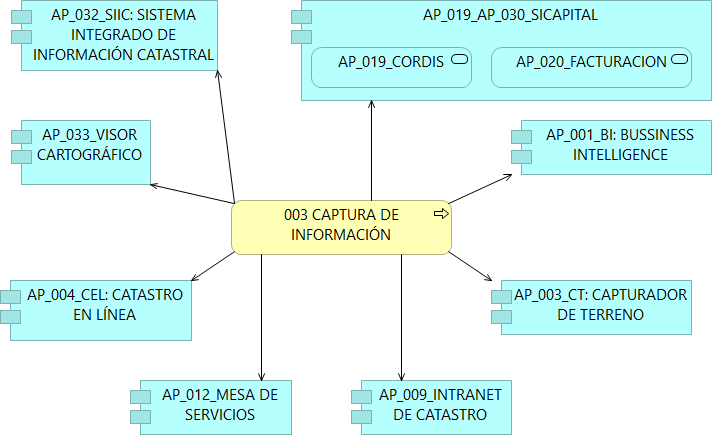 AP_032_SIIC: SISTEMA
INTEGRADO DE
INFORMACIÓN CATASTRAL
AP_019_AP_030_SICAPITAL
AP_019_CORDIS
AP_020_FACTURACION
AP_033_VISOR
CARTOGRÁFICO
AP_001_BI: BUSSINESS
INTELLIGENCE
003 CAPTURA DE
INFORMACIÓN
AP_004_CEL: CATASTRO
EN LÍNEA
AP_003_CT: CAPTURADOR
DE TERRENO
AP_012_MESA DE
SERVICIOS
AP_009_INTRANET
DE CATASTRO